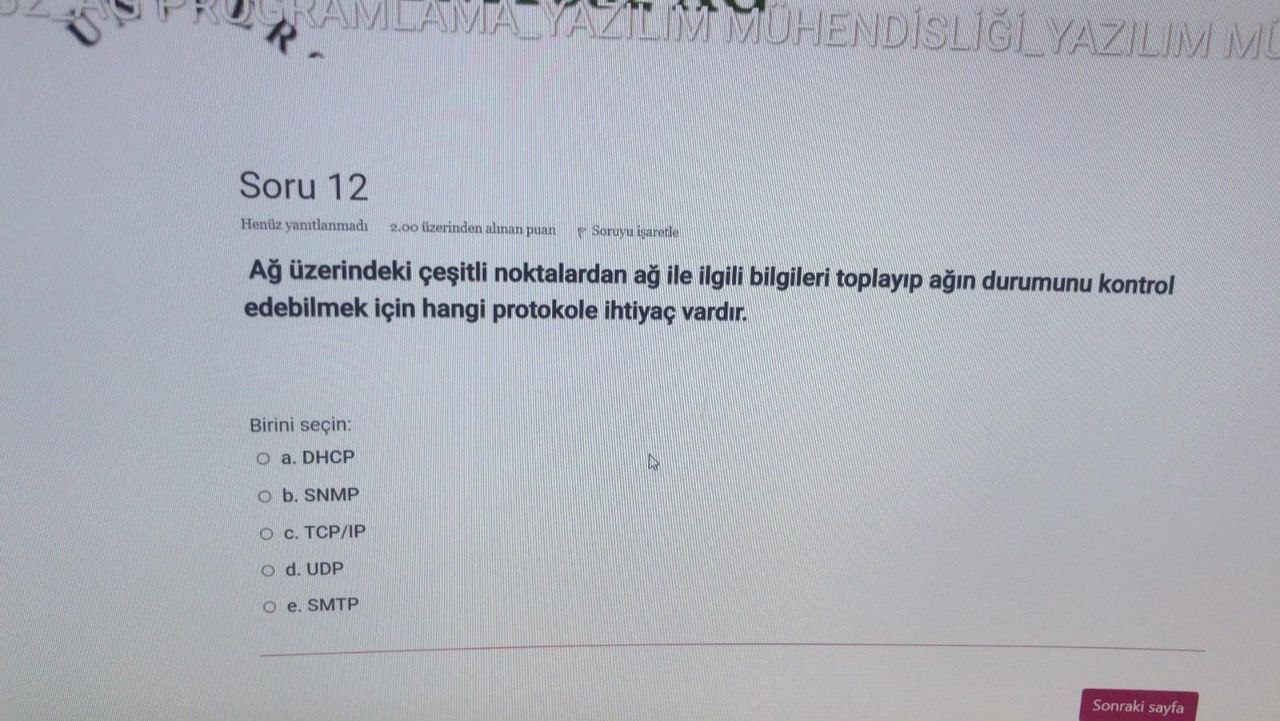 PROGRAMLAMA_YAZILIM MÜHENDİSLİĞİ_YAZILIM
Soru 12
Henüz yanıtlanmadı 2.00 üzerinden alınan puan Soruyu işaretle
Ağ üzerindeki çeşitli noktalardan ağ ile ilgili bilgileri toplayıp ağın durumunu kontrol
edebilmek için hangi protokole ihtiyaç vardır.
Birini seçin:
a. DHCP
b. SNMP
c. TCP/IP
d. UDP
e. SMTP
Sonraki sayfa